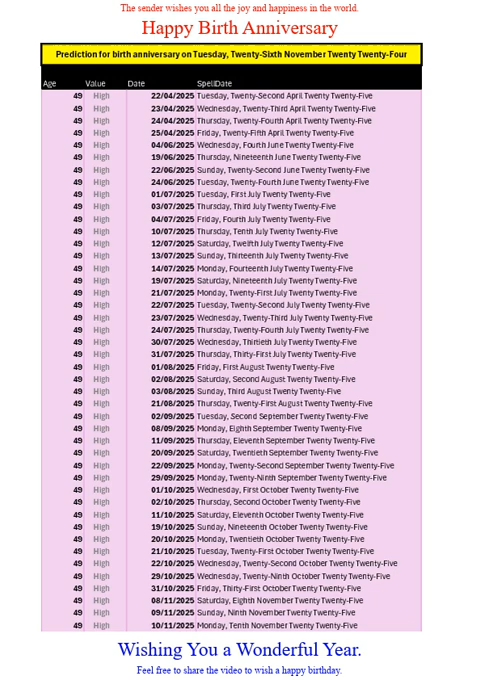 The sender wishes you all the joy and happiness in the world.
Happy Birth Anniversary
Prediction for birth anniversary on Tuesday, Twenty-Sixth November Twenty Twenty-Four
Age Value Date SpellDate
49 High 22/04/2025 Tuesday, Twenty-Second April Twenty Twenty-Five
49 High 23/04/2025 Wednesday, Twenty-Third April Twenty Twenty-Five
49 High 24/04/2025 Thursday, Twenty-Fourth April Twenty Twenty-Five
49 High 25/04/2025 Friday, Twenty-Fifth April Twenty Twenty-Five
49 High 04/06/2025 Wednesday, Fourth June Twenty Twenty-Five
49 High 19/06/2025 Thursday, Nineteenth June Twenty Twenty-Five
49 High 22/06/2025 Sunday, Twenty-Second June Twenty Twenty-Five
49 High 24/06/2025 Tuesday, Twenty-Fourth June Twenty Twenty-Five
49 High 01/07/2025 Tuesday, First July Twenty Twenty-Five
49 High 03/07/2025 Thursday, Third July Twenty Twenty-Five
49 High 04/07/2025 Friday, Fourth July Twenty Twenty-Five
49 High 10/07/2025 Thursday, Tenth July Twenty Twenty-Five
49 High 12/07/2025 Saturday, Twelfth July Twenty Twenty-Five
49 High 13/07/2025 Sunday, Thirteenth July Twenty Twenty-Five
49 High 14/07/2025 Monday, Fourteenth July Twenty Twenty-Five
49 High 19/07/2025 Saturday, Nineteenth July Twenty Twenty-Five
49 High 21/07/2025 Monday, Twenty-First July Twenty Twenty-Five
49 High 22/07/2025 Tuesday, Twenty-Second July Twenty Twenty-Five
49 High 23/07/2025 Wednesday, Twenty-Third July Twenty Twenty-Five
49 High 24/07/2025 Thursday, Twenty-Fourth July Twenty Twenty-Five
49 High 30/07/2025 Wednesday, Thirtieth July Twenty Twenty-Five
49 High 31/07/2025 Thursday, Thirty-First July Twenty Twenty-Five
49 High 01/08/2025 Friday, First August Twenty Twenty-Five
49 High 02/08/2025 Saturday, Second August Twenty Twenty-Five
49 High 03/08/2025 Sunday, Third August Twenty Twenty-Five
49 High 21/08/2025 Thursday, Twenty-First August Twenty Twenty-Five
49 High 02/09/2025 Tuesday, Second September Twenty Twenty-Five
49 High 08/09/2025 Monday, Eighth September Twenty Twenty-Five
49 High 11/09/2025 Thursday, Eleventh September Twenty Twenty-Five
49 High 20/09/2025 Saturday, Twentieth September Twenty Twenty-Five
49 High 22/09/2025 Monday, Twenty-Second September Twenty Twenty-Five
49 High 29/09/2025 Monday, Twenty-Ninth September Twenty Twenty-Five
49 High 01/10/2025 Wednesday, First October Twenty Twenty-Five
49 High 02/10/2025 Thursday, Second October Twenty Twenty-Five
49 High 11/10/2025 Saturday, Eleventh October Twenty Twenty-Five
49 High 19/10/2025 Sunday, Nineteenth October Twenty Twenty-Five
49 High 20/10/2025 Monday, Twentieth October Twenty Twenty-Five
49 High 21/10/2025 Tuesday, Twenty-First October Twenty Twenty-Five
49 High 22/10/2025 Wednesday, Twenty-Second October Twenty Twenty-Five
49 High 29/10/2025 Wednesday, Twenty-Ninth October Twenty Twenty-Five
49 High 31/10/2025 Friday, Thirty-First October Twenty Twenty-Five
49 High 08/11/2025 Saturday, Eighth November Twenty Twenty-Five
49 High 09/11/2025 Sunday, Ninth November Twenty Twenty-Five
49 High 10/11/2025 Monday, Tenth November Twenty Twenty-Five
Wishing You a Wonderful Year.
Feel free to share the video to wish a happy birthday.